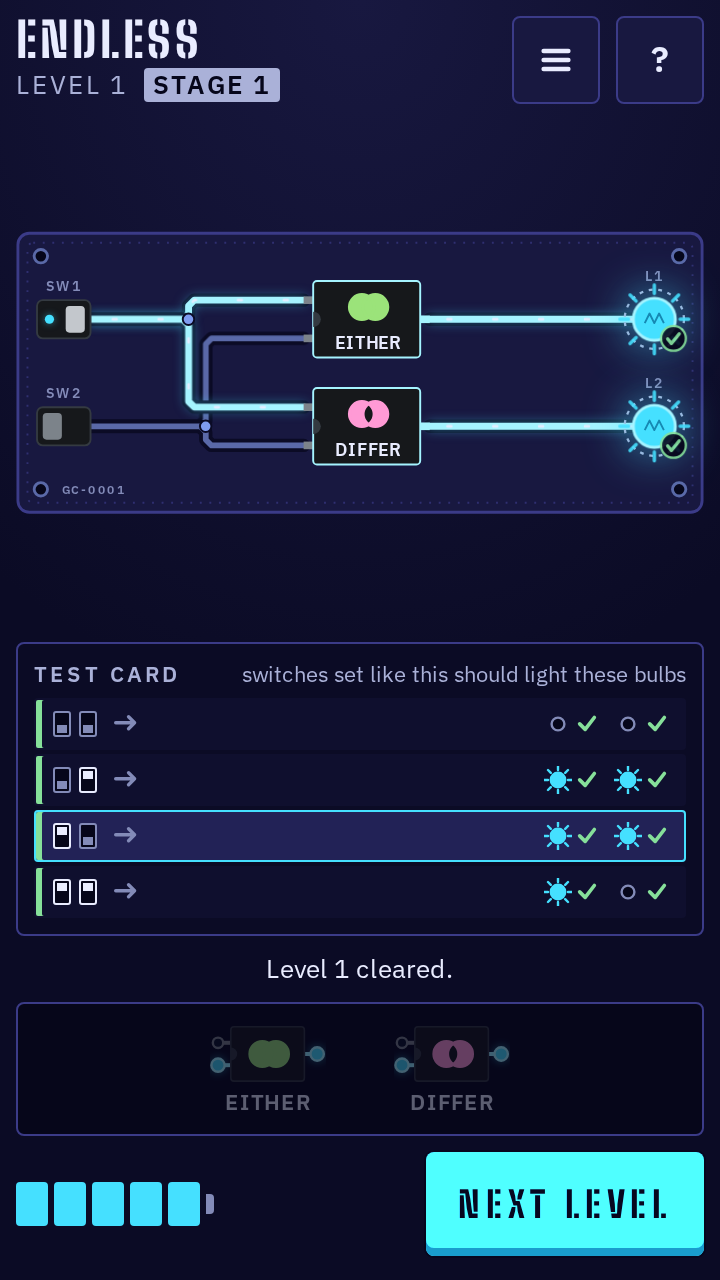 ENDLESS
LEVEL 1 STAGE 1
?
SW1
L1
EITHER
SW2
L2
DIFFER
GC-0001
TEST CARD switches set like this should light these bulbs
Level 1 cleared.
EITHER DIFFER
NEXT LEVEL